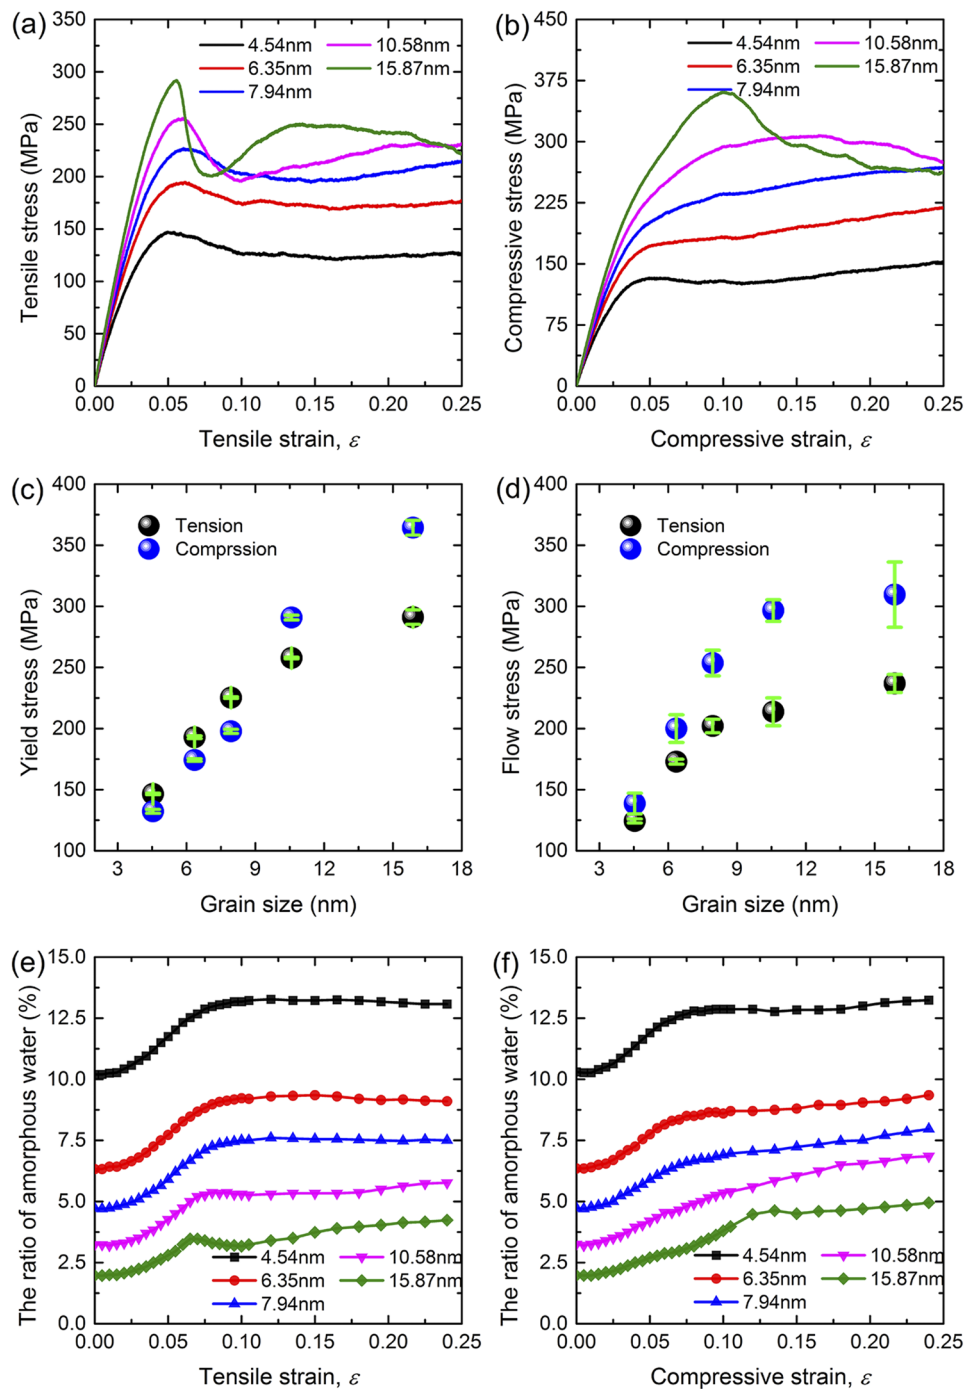 (a)
350
300
250
200
150
100
50
0
Tensile stress (MPa)
4.54nm
10.58nm
6.35nm
15.87nm
7.94nm
0.00 0.05 0.10 0.15 0.20 0.25
Tensile strain, ε
(b)
450
375
300
225
150
75
0
Compressive stress (MPa)
4.54nm
10.58nm
6.35nm
15.87nm
7.94nm
0.00 0.05 0.10 0.15 0.20 0.25
Compressive strain, ε
(c)
400
350
300
250
200
150
100
Yield stress (MPa)
Tension
Comprssion
3 6 9 12 15 18
Grain size (nm)
(d)
400
350
300
250
200
150
100
Flow stress (MPa)
Tension
Compression
3 6 9 12 15 18
Grain size (nm)
(e)
15.0
12.5
10.0
7.5
5.0
2.5
0.0
The ratio of amorphous water (%)
4.54nm
10.58nm
6.35nm
15.87nm
7.94nm
0.00 0.05 0.10 0.15 0.20 0.25
Tensile strain, ε
(f)
15.0
12.5
10.0
7.5
5.0
2.5
0.0
The ratio of amorphous water (%)
4.54nm
10.58nm
6.35nm
15.87nm
7.94nm
0.00 0.05 0.10 0.15 0.20 0.25
Compressive strain, ε